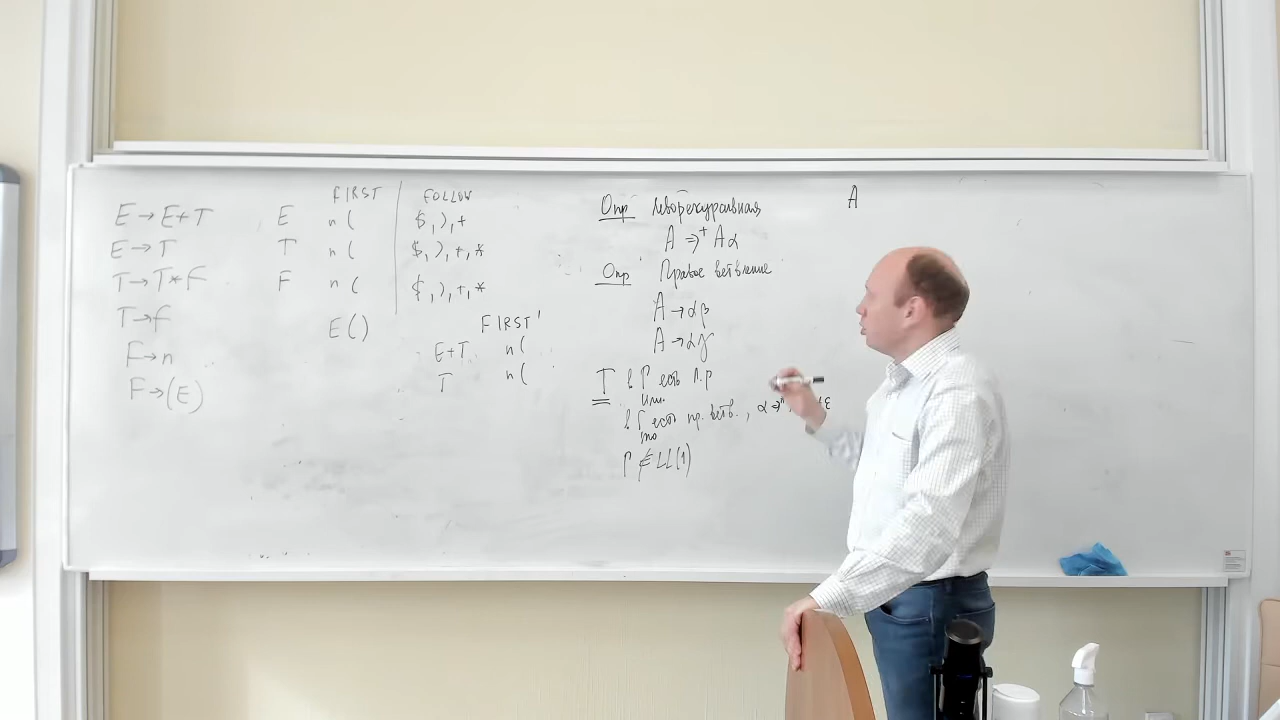 E → E+T
E → T
T → T*F
T → F
F → n
F → (E)
FIRST FOLLOW
E n ( $, ), +
T n ( $, ), +, *
F n ( $, ), +, *
E()
FIRST'
E+T n (
T n (
Опр Леворекурсивная
A ⇒⁺ Aα
Опр Правое ветвление
A → αβ
A → αγ
T в Γ есть л.р
или
в Γ есть пр. ветв., α ⇒*
то
Γ ∉ LL(1)
A